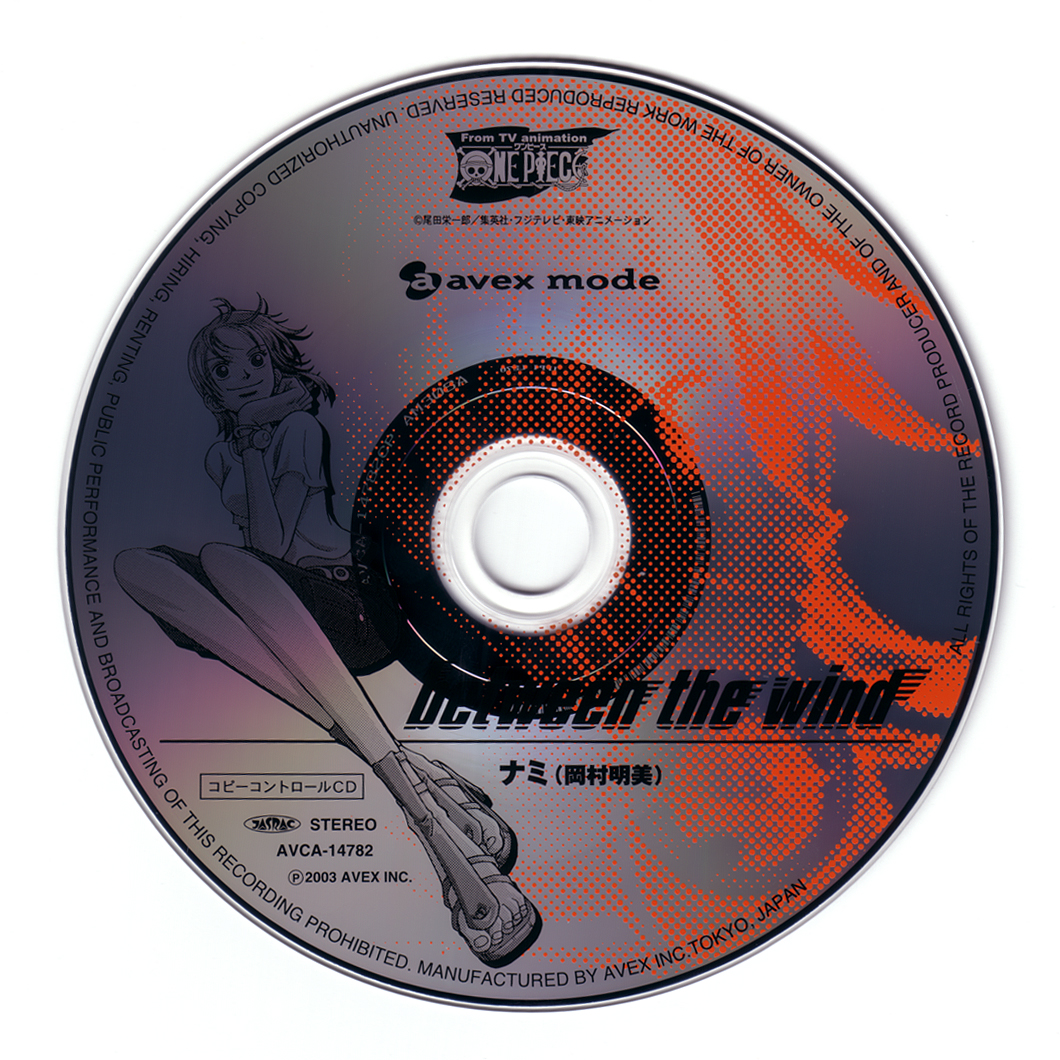 From TV animation
ワンピース
ONE PIECE
©尾田栄一郎／集英社・フジテレビ・東映アニメーション
a avex mode
between the wind
ナミ（岡村明美）
コピーコントロールCD
JASRAC STEREO
AVCA-14782
Ⓟ2003 AVEX INC.
ALL RIGHTS OF THE RECORD PRODUCER AND OF THE OWNER OF THE WORK REPRODUCED RESERVED. UNAUTHORIZED COPYING, HIRING, RENTING, PUBLIC PERFORMANCE AND BROADCASTING OF THIS RECORDING PROHIBITED. MANUFACTURED BY AVEX INC.TOKYO, JAPAN